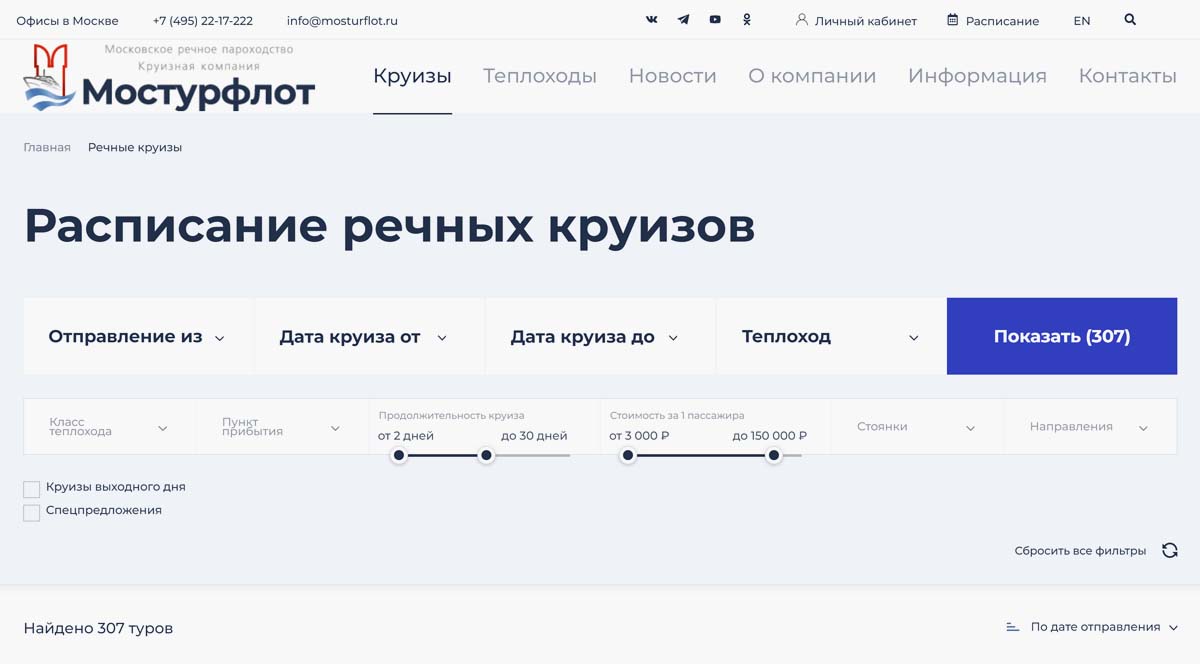 Офисы в Москве +7 (495) 22-17-222 info@mosturflot.ru Личный кабинет Расписание EN
Московское речное пароходство
Круизная компания
Мостурфлот
Круизы Теплоходы Новости О компании Информация Контакты
Главная Речные круизы
Расписание речных круизов
Отправление из Дата круиза от Дата круиза до Теплоход Показать (307)
Класс
теплохода
Пункт
прибытия
Продолжительность круиза
от 2 дней до 30 дней
Стоимость за 1 пассажира
от 3 000 ₽ до 150 000 ₽
Стоянки
Направления
Круизы выходного дня
Спецпредложения
Сбросить все фильтры
Найдено 307 туров По дате отправления